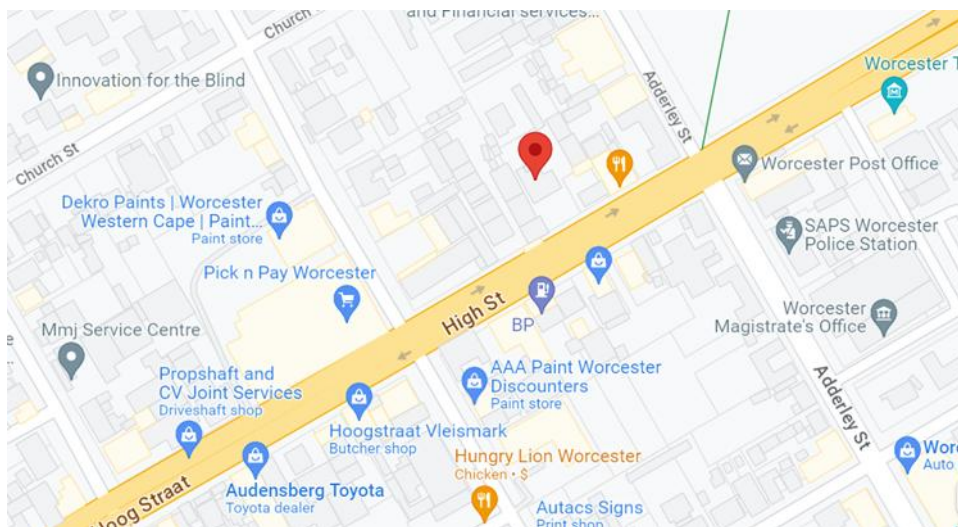 and Financial services...
Church St
Innovation for the Blind
Adderley St
Worcester T
Church St
Worcester Post Office
Dekro Paints | Worcester
Western Cape | Paint...
Paint store
SAPS Worcester
Police Station
Pick n Pay Worcester
High St
BP
Worcester
Magistrate's Office
Mmj Service Centre
Propshaft and
CV Joint Services
Driveshaft shop
AAA Paint Worcester
Discounters
Paint store
Adderley St
Hoogstraat Vleismark
Butcher shop
Hungry Lion Worcester
Chicken • $
Word
Auto
Audensberg Toyota
Toyota dealer
Hoog Straat
Autacs Signs
Print shop